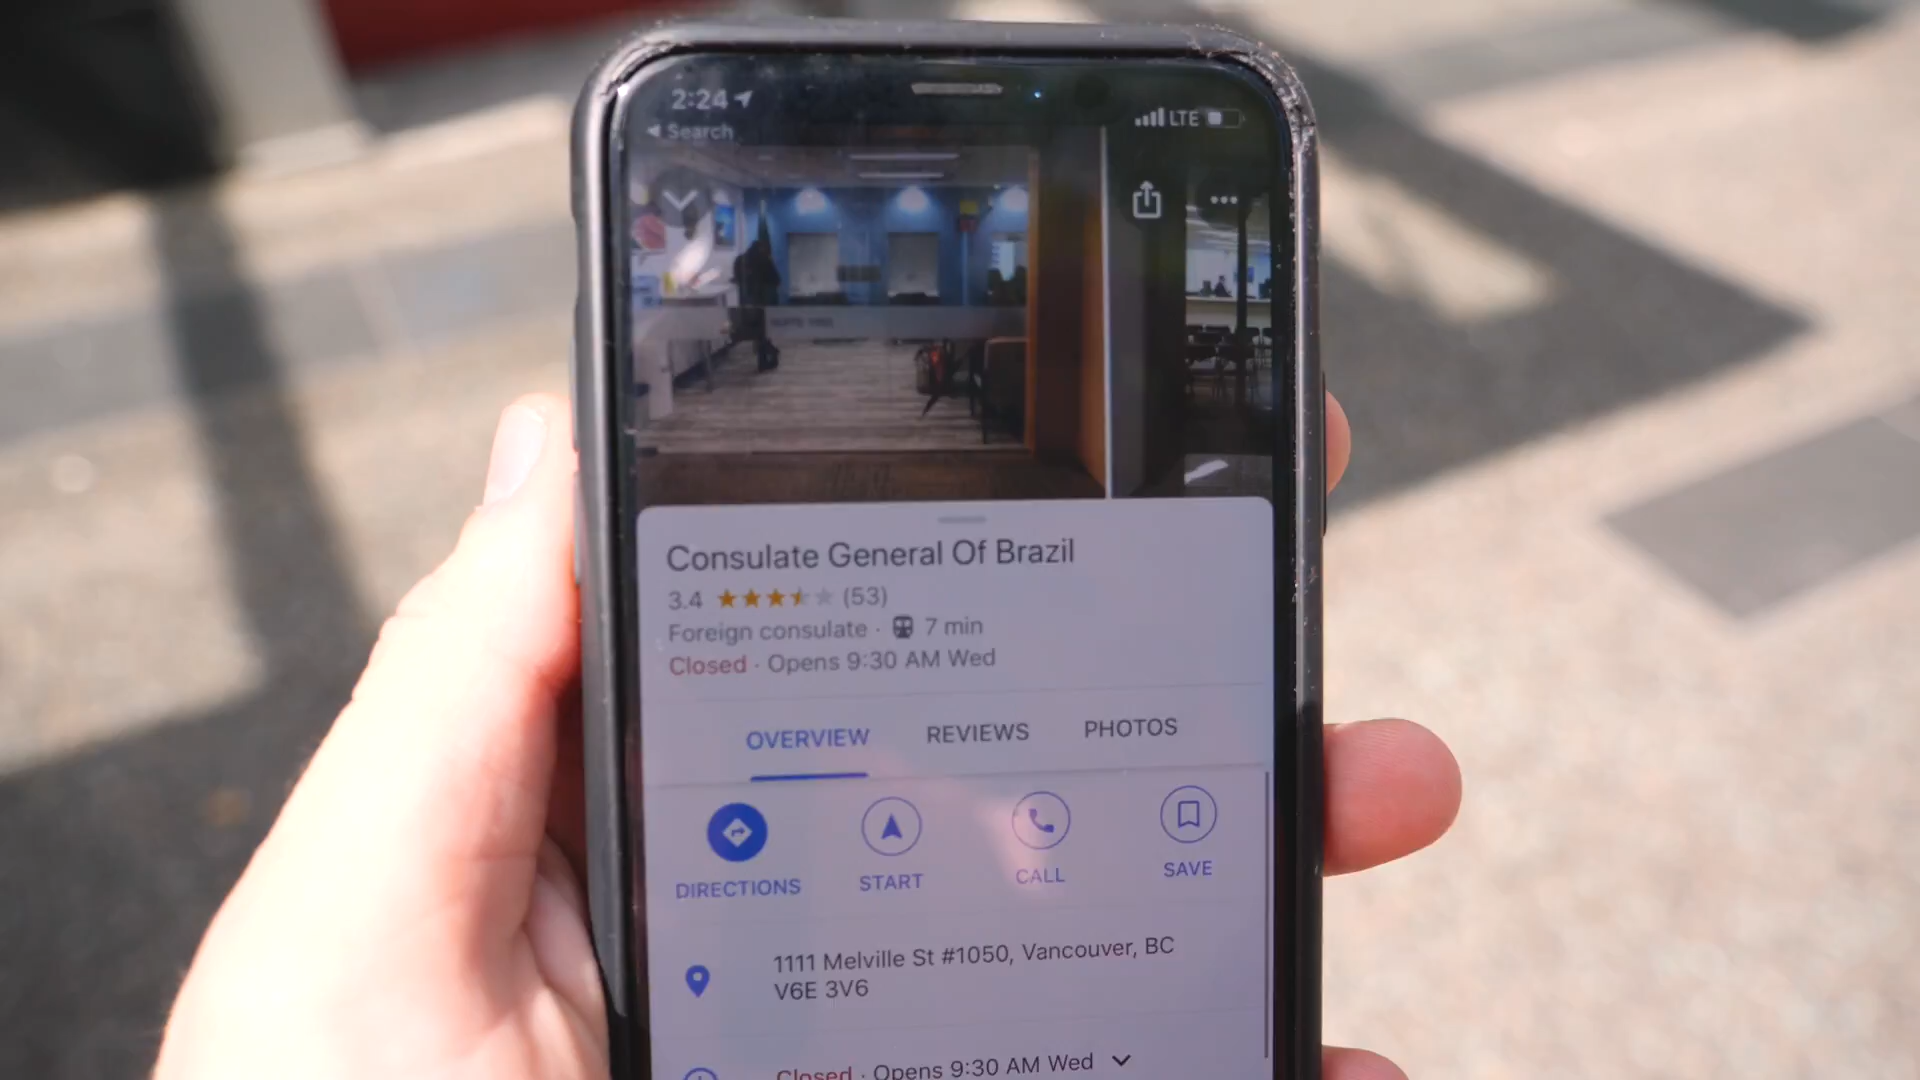 2:24
LTE
Search
Consulate General Of Brazil
3.4 (53)
Foreign consulate · 7 min
Closed · Opens 9:30 AM Wed
OVERVIEW REVIEWS PHOTOS
DIRECTIONS START CALL SAVE
1111 Melville St #1050, Vancouver, BC
V6E 3V6
Closed · Opens 9:30 AM Wed